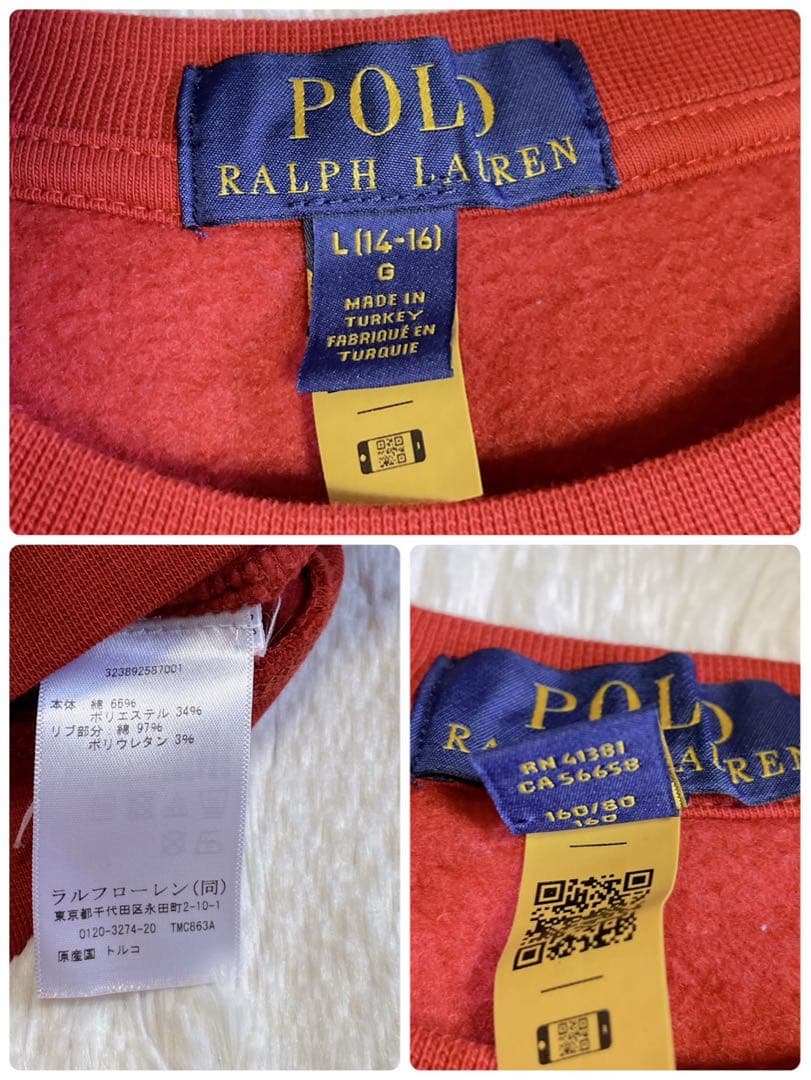 POLO
RALPH LAUREN
L (14-16)
G
MADE IN
TURKEY
FABRIQUÉ EN
TURQUIE
323892587001
本体 綿 66%
ポリエステル 34%
リブ部分: 綿 97%
ポリウレタン 3%
ラルフローレン(同)
東京都千代田区永田町2-10-1
0120-3274-20 TMC863A
原産国 トルコ
POLO
RA AUREN
RN 41381
CA 56658
160/80
160